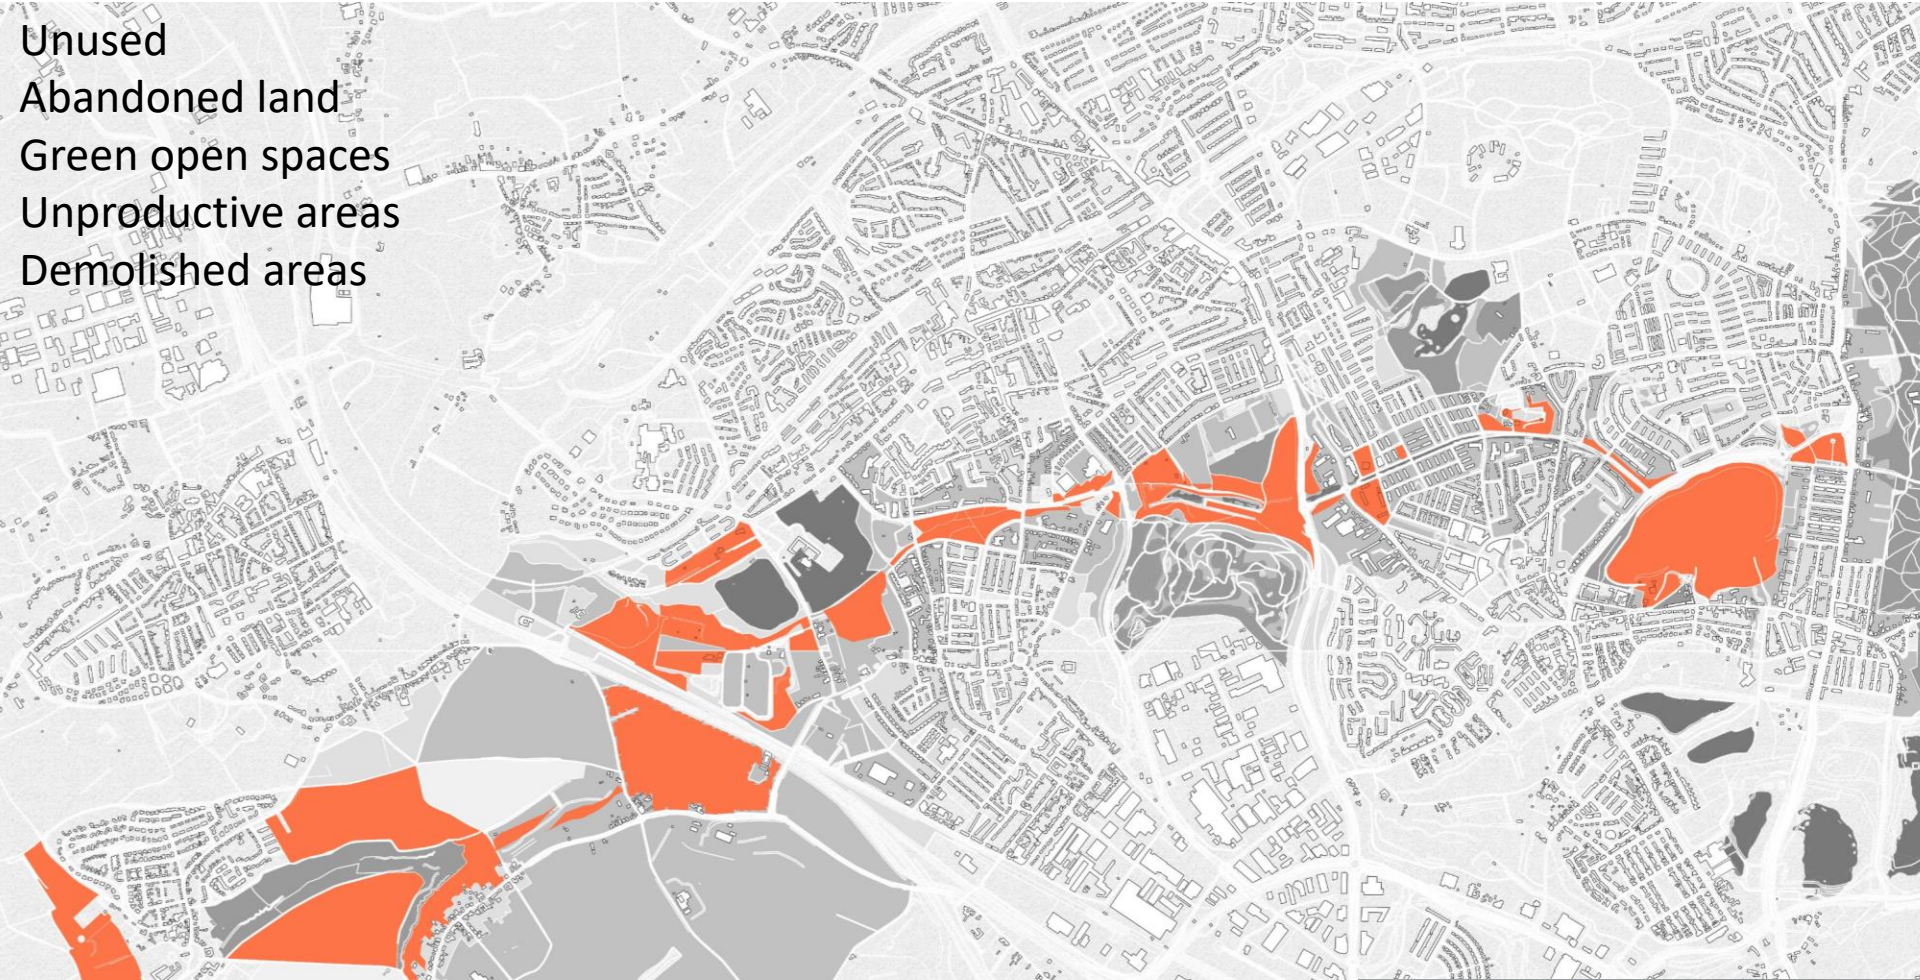 Unused
Abandoned land
Green open spaces
Unproductive areas
Demolished areas